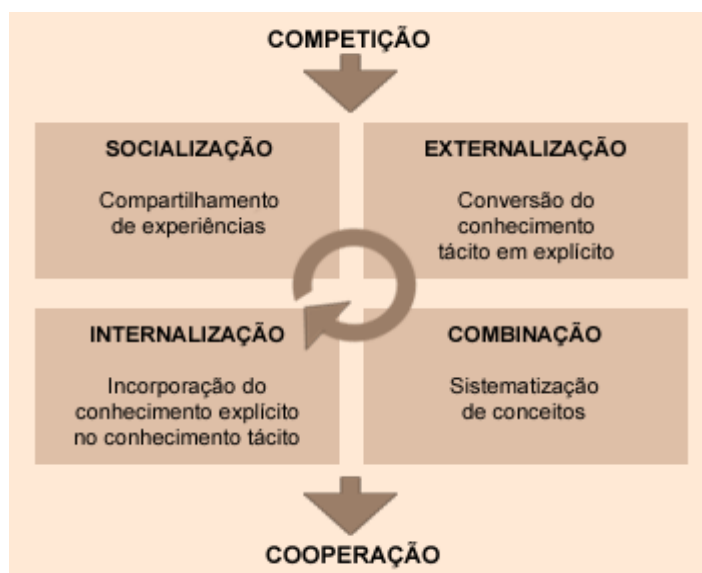 COMPETIÇÃO
SOCIALIZAÇÃO
Compartilhamento
de experiências
EXTERNALIZAÇÃO
Conversão do
conhecimento
tácito em explícito
INTERNALIZAÇÃO
Incorporação do
conhecimento explícito
no conhecimento tácito
COMBINAÇÃO
Sistematização
de conceitos
COOPERAÇÃO